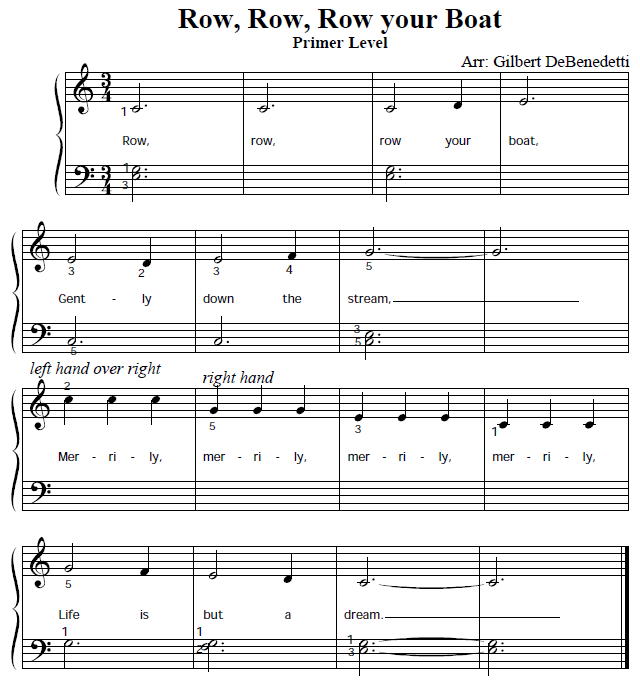 Row, Row, Row your Boat
Primer Level
Arr: Gilbert DeBenedetti
3
4
1
Row, row, row your boat,
3
4
1
3
3 2 3 4 5
Gent - ly down the stream,
5
3
5
left hand over right
right hand
2
5 3 1
Mer - ri - ly, mer - ri - ly, mer - ri - ly, mer - ri - ly,
5
Life is but a dream.
1 1 1
2 3